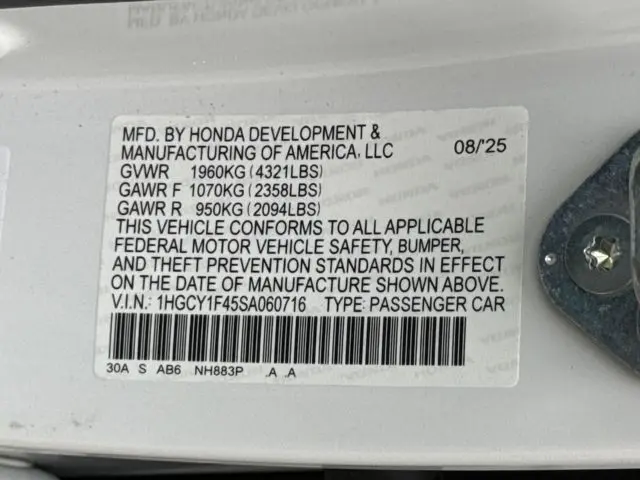 MFD. BY HONDA DEVELOPMENT &
MANUFACTURING OF AMERICA, LLC 08/'25
GVWR 1960KG (4321LBS)
GAWR F 1070KG (2358LBS)
GAWR R 950KG (2094LBS)
THIS VEHICLE CONFORMS TO ALL APPLICABLE
FEDERAL MOTOR VEHICLE SAFETY, BUMPER,
AND THEFT PREVENTION STANDARDS IN EFFECT
ON THE DATE OF MANUFACTURE SHOWN ABOVE.
V.I.N.: 1HGCY1F45SA060716 TYPE: PASSENGER CAR
30A S AB6 NH883P .A .A